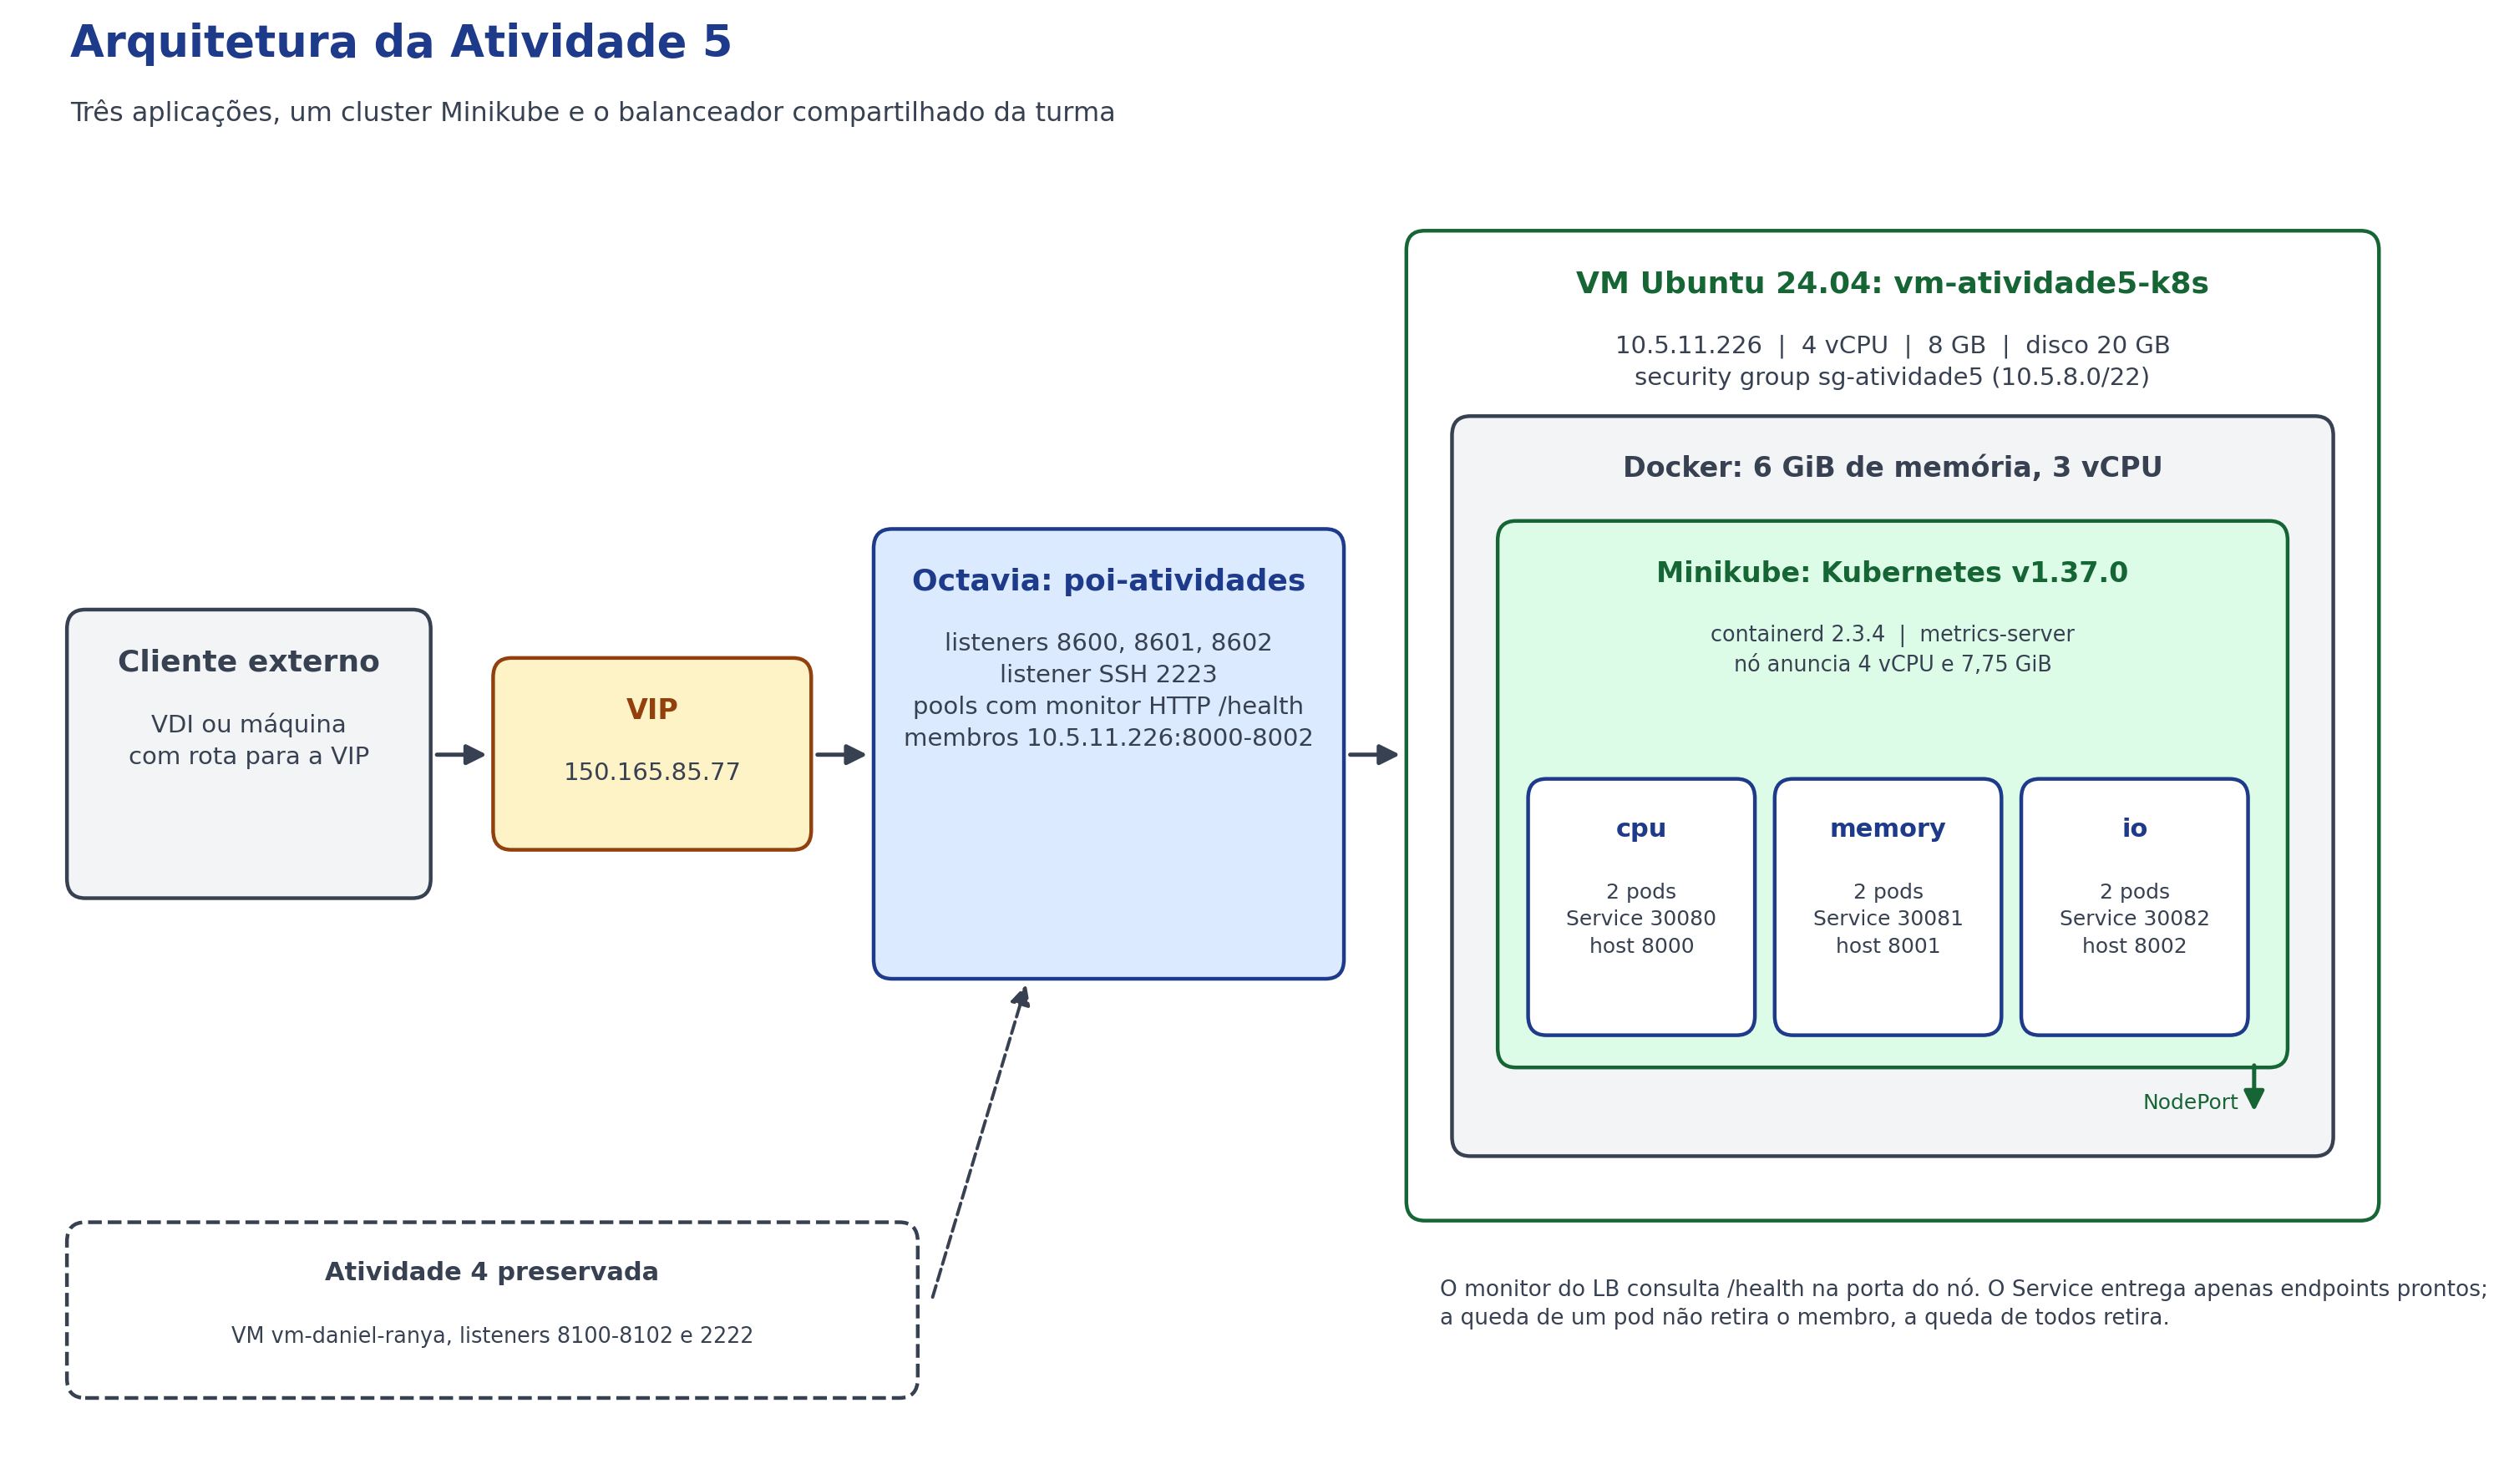 Arquitetura da Atividade 5
Três aplicações, um cluster Minikube e o balanceador compartilhado da turma
Cliente externo
VDI ou máquina
com rota para a VIP
VIP
150.165.85.77
Octavia: poi-atividades
listeners 8600, 8601, 8602
listener SSH 2223
pools com monitor HTTP /health
membros 10.5.11.226:8000-8002
VM Ubuntu 24.04: vm-atividade5-k8s
10.5.11.226 | 4 vCPU | 8 GB | disco 20 GB
security group sg-atividade5 (10.5.8.0/22)
Docker: 6 GiB de memória, 3 vCPU
Minikube: Kubernetes v1.37.0
containerd 2.3.4 | metrics-server
nó anuncia 4 vCPU e 7,75 GiB
cpu
2 pods
Service 30080
host 8000
memory
2 pods
Service 30081
host 8001
io
2 pods
Service 30082
host 8002
NodePort
Atividade 4 preservada
VM vm-daniel-ranya, listeners 8100-8102 e 2222
O monitor do LB consulta /health na porta do nó. O Service entrega apenas endpoints prontos;
a queda de um pod não retira o membro, a queda de todos retira.